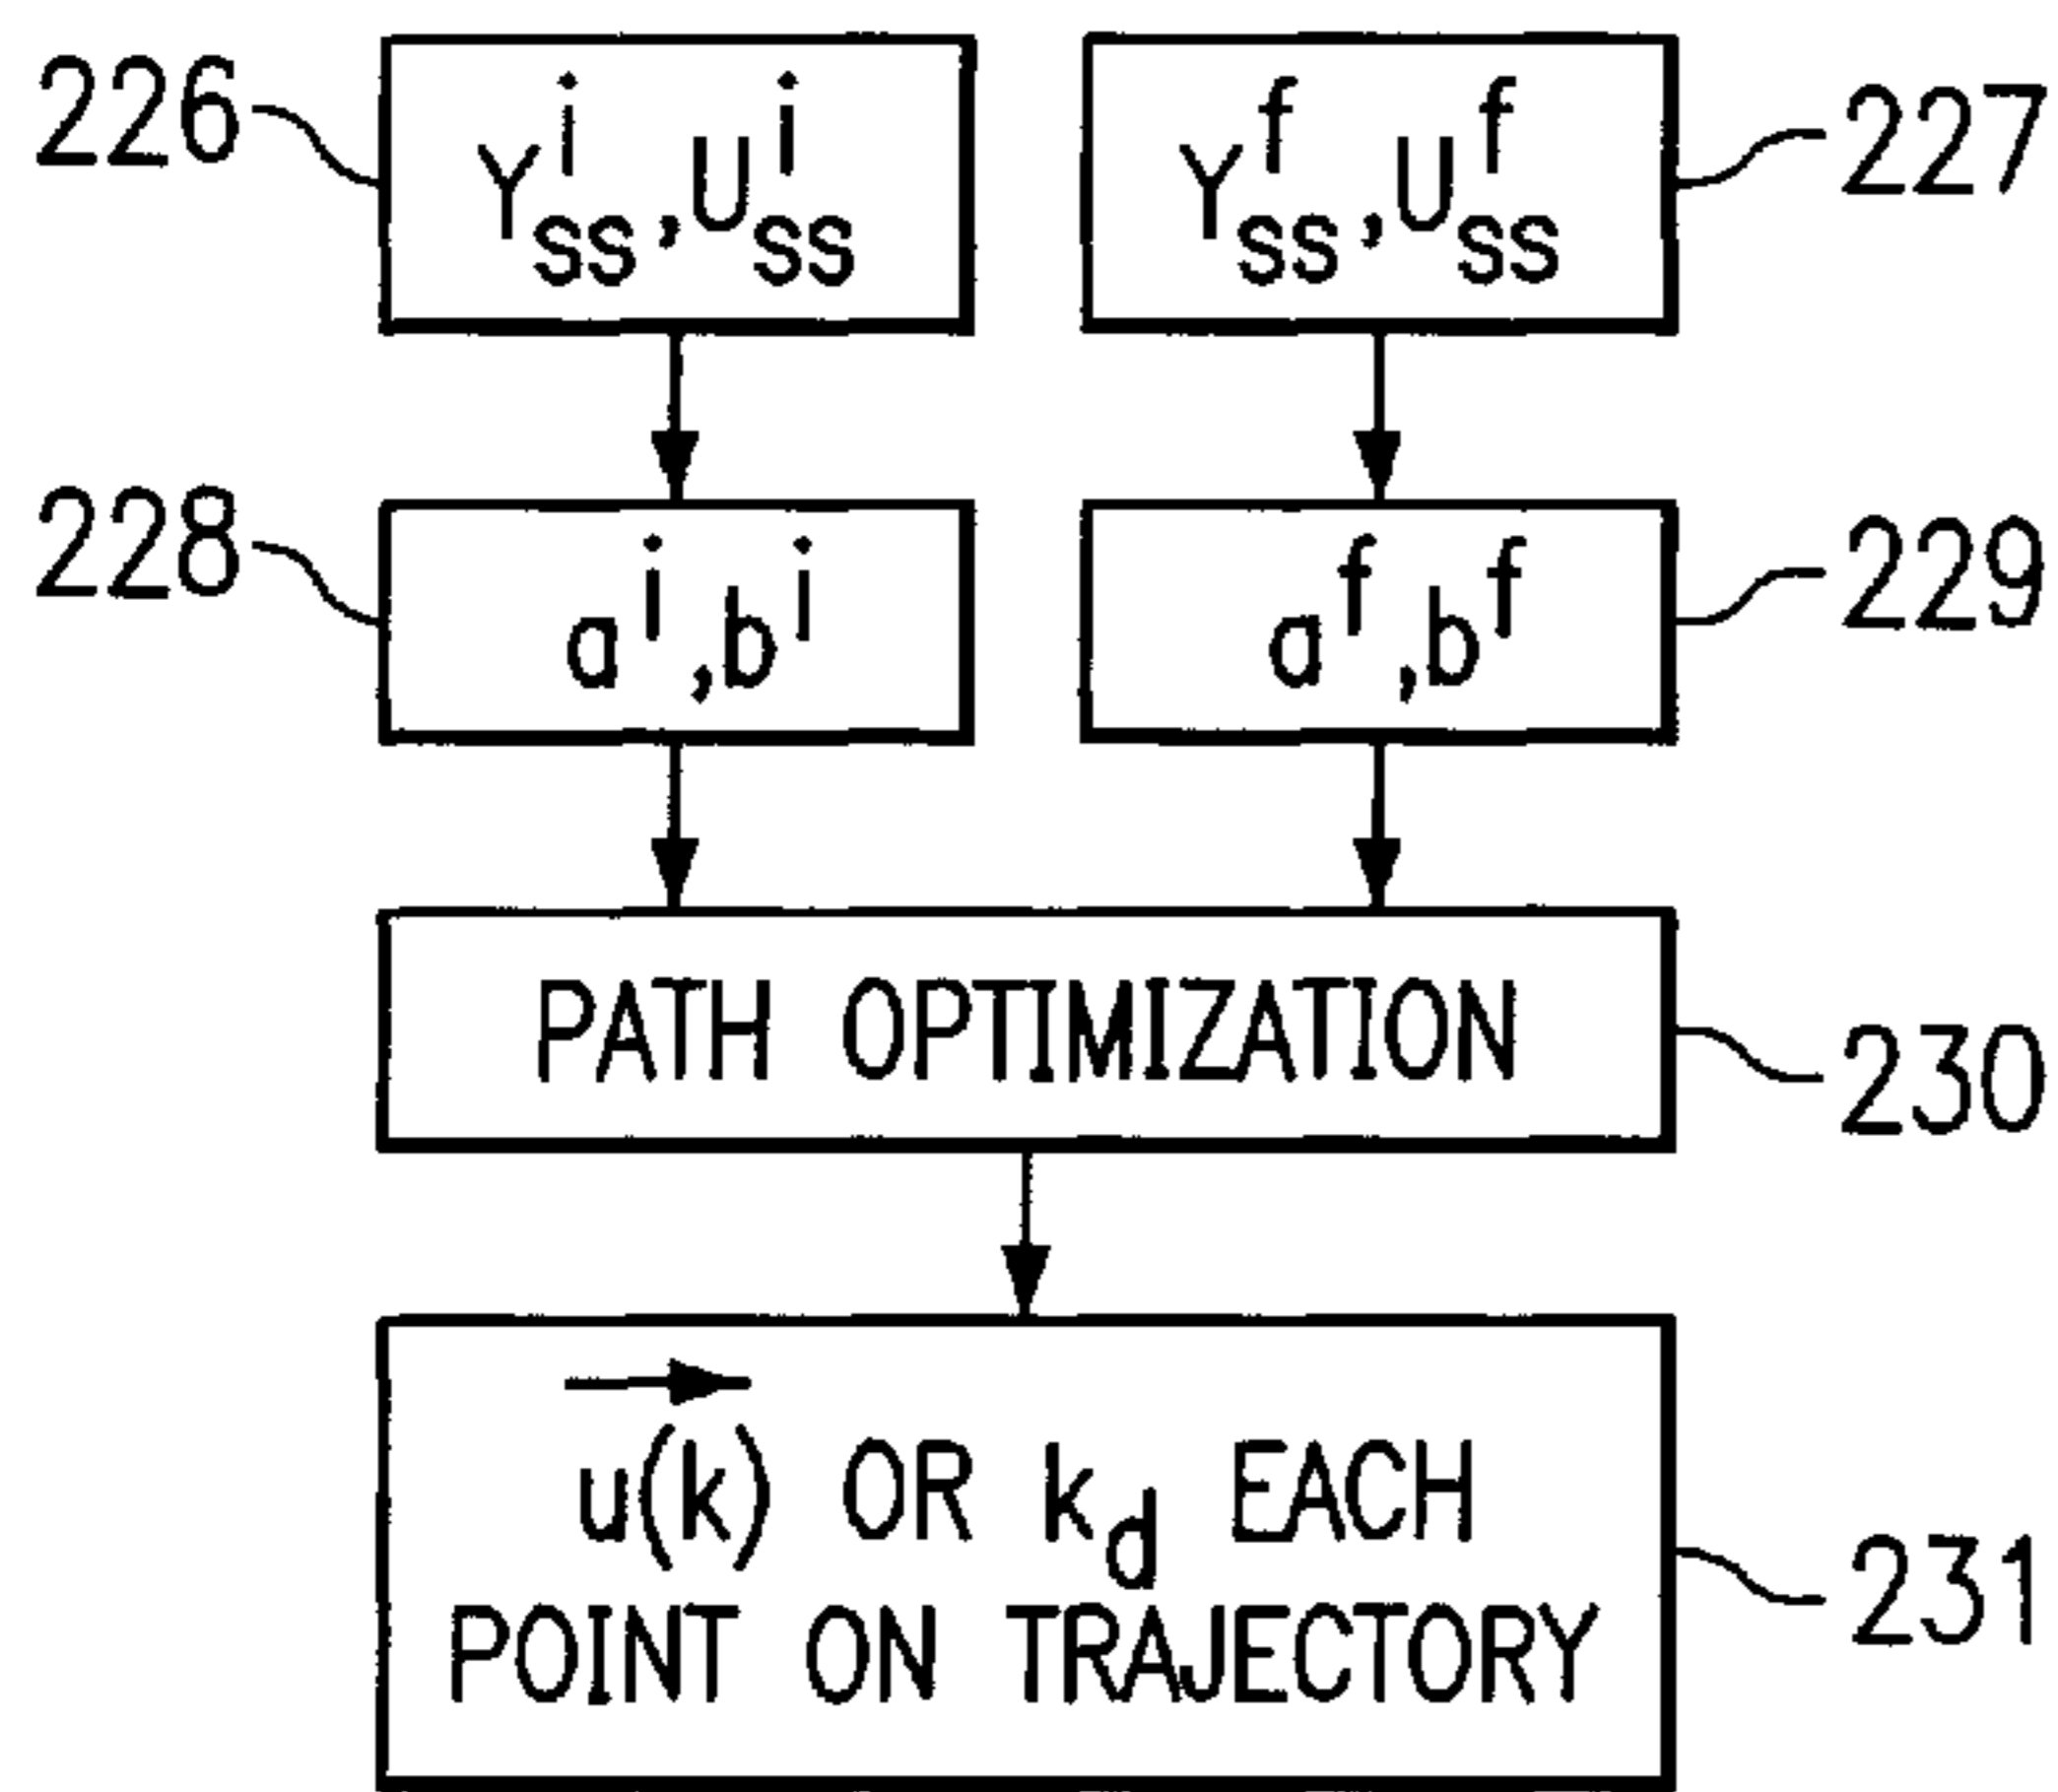 226 Y^i_ss, U^i_ss Y^f_ss, U^f_ss 227
228 a^i, b^i a^f, b^f 229
PATH OPTIMIZATION 230
u(k) OR k_d EACH
POINT ON TRAJECTORY 231